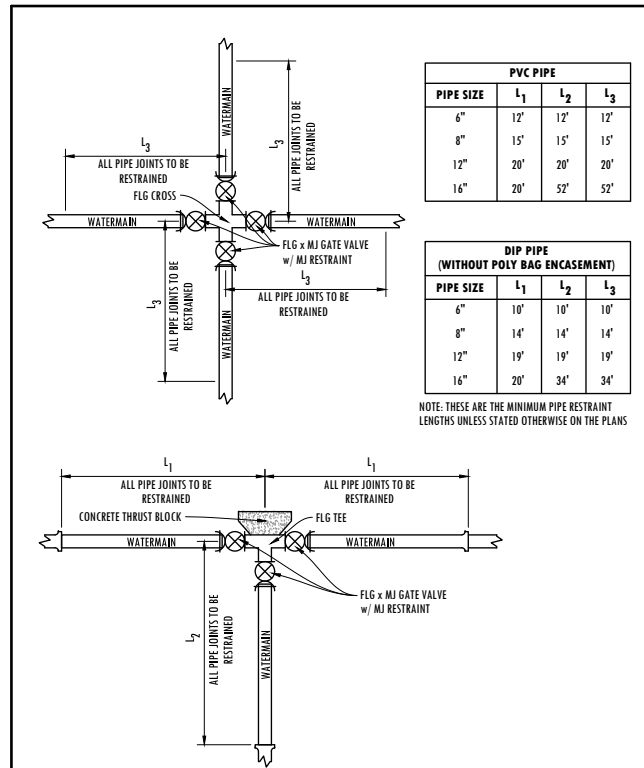 WATERMAIN
L3
ALL PIPE JOINTS TO BE
RESTRAINED
L3
ALL PIPE JOINTS TO BE
RESTRAINED
FLG CROSS
WATERMAIN
WATERMAIN
FLG x MJ GATE VALVE
w/ MJ RESTRAINT
L3
ALL PIPE JOINTS TO BE
RESTRAINED
L3
ALL PIPE JOINTS TO BE
RESTRAINED
WATERMAIN
PVC PIPE
PIPE SIZE L1 L2 L3
6" 12' 12' 12'
8" 15' 15' 15'
12" 20' 20' 20'
16" 20' 52' 52'
DIP PIPE
(WITHOUT POLY BAG ENCASEMENT)
PIPE SIZE L1 L2 L3
6" 10' 10' 10'
8" 14' 14' 14'
12" 19' 19' 19'
16" 20' 34' 34'
NOTE: THESE ARE THE MINIMUM PIPE RESTRAINT
LENGTHS UNLESS STATED OTHERWISE ON THE PLANS
L1
ALL PIPE JOINTS TO BE
RESTRAINED
L1
ALL PIPE JOINTS TO BE
RESTRAINED
CONCRETE THRUST BLOCK
FLG TEE
WATERMAIN
WATERMAIN
FLG x MJ GATE VALVE
w/ MJ RESTRAINT
L2
ALL PIPE JOINTS TO BE
RESTRAINED
WATERMAIN